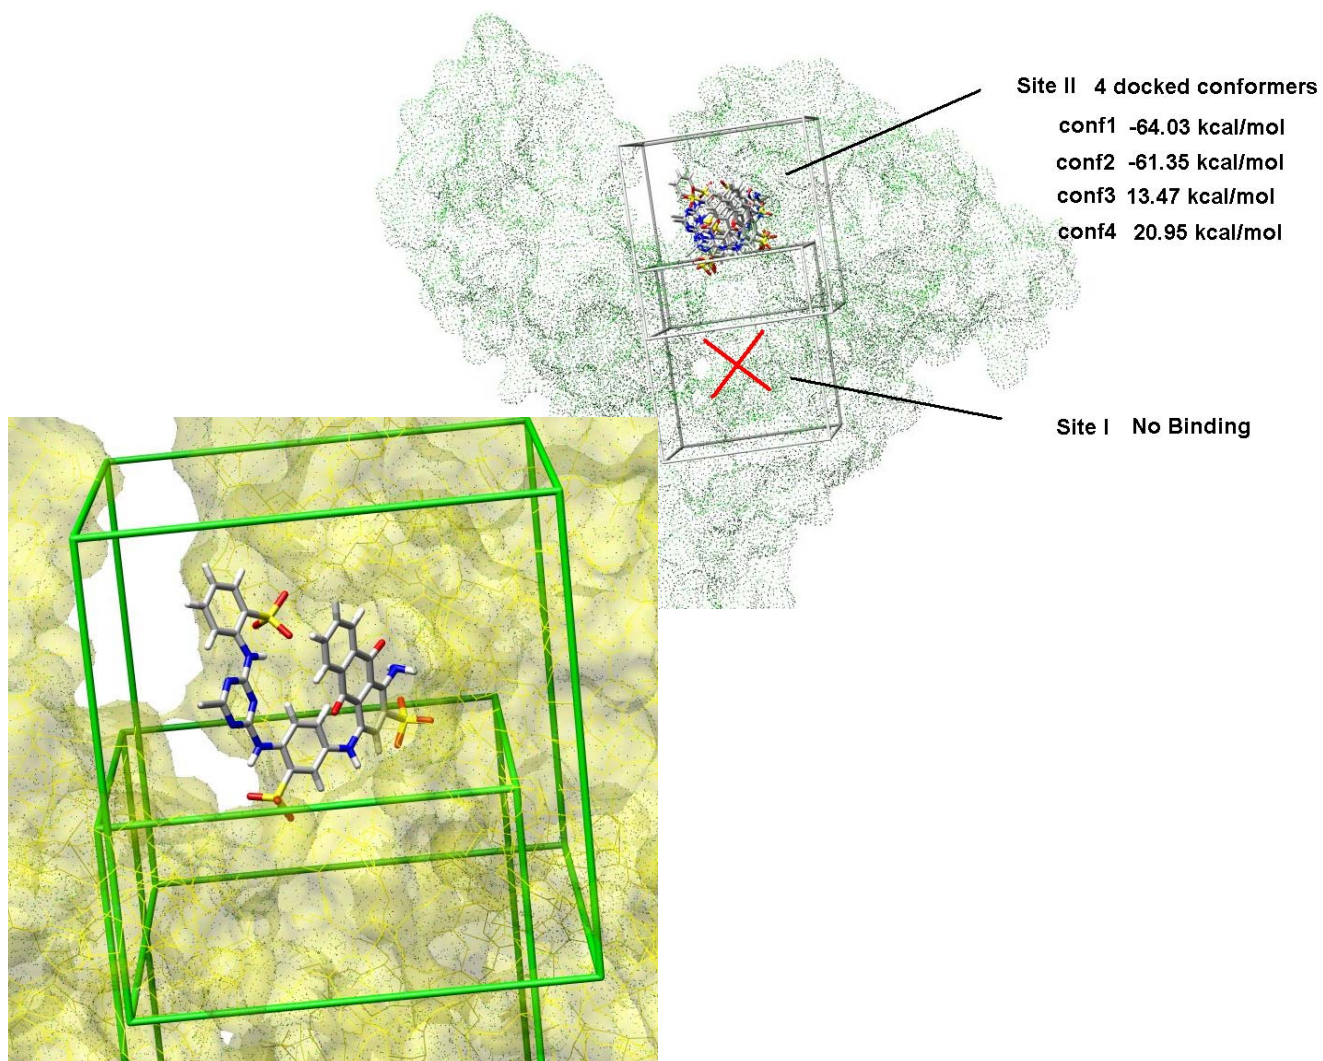 Site II 4 docked conformers
conf1 -64.03 kcal/mol
conf2 -61.35 kcal/mol
conf3 13.47 kcal/mol
conf4 20.95 kcal/mol
Site I No Binding